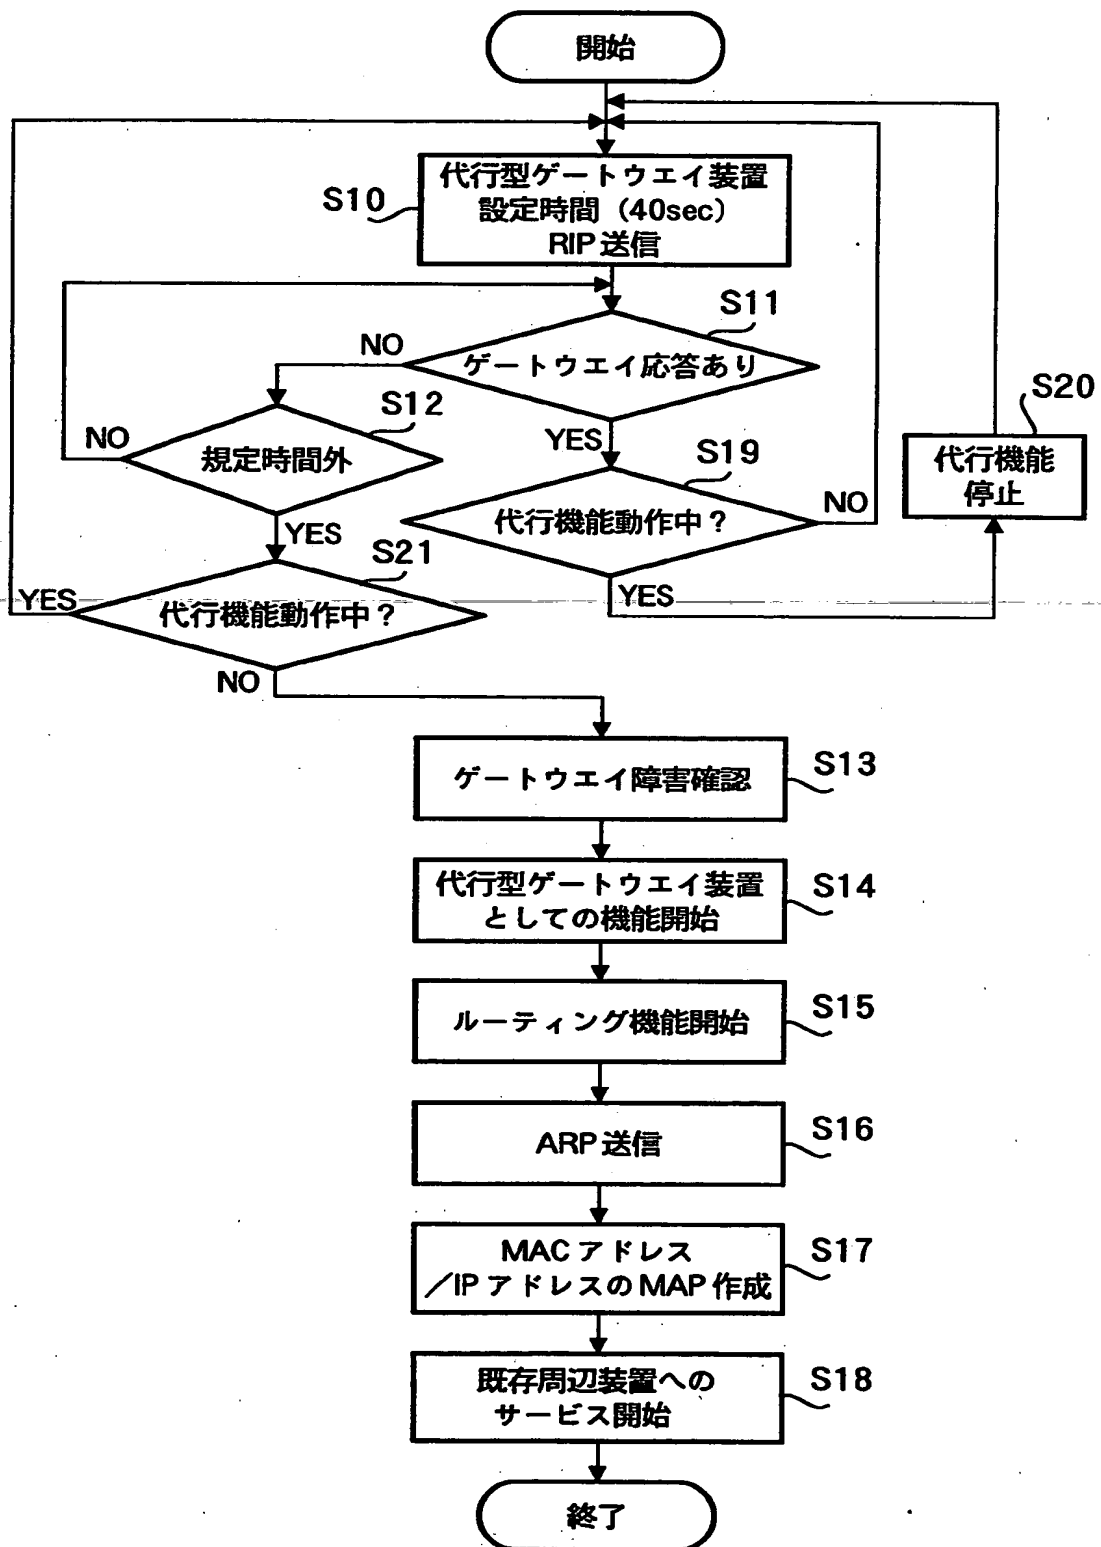 開始
S10
代行型ゲートウエイ装置
設定時間（40sec）
RIP送信
S11
NO
ゲートウエイ応答あり
S12
NO
規定時間外
YES
S19
代行機能動作中？
NO
S20
代行機能
停止
YES
S21
YES
代行機能動作中？
YES
NO
S13
ゲートウエイ障害確認
S14
代行型ゲートウエイ装置
としての機能開始
S15
ルーティング機能開始
S16
ARP送信
S17
MACアドレス
／IPアドレスのMAP作成
S18
既存周辺装置への
サービス開始
終了